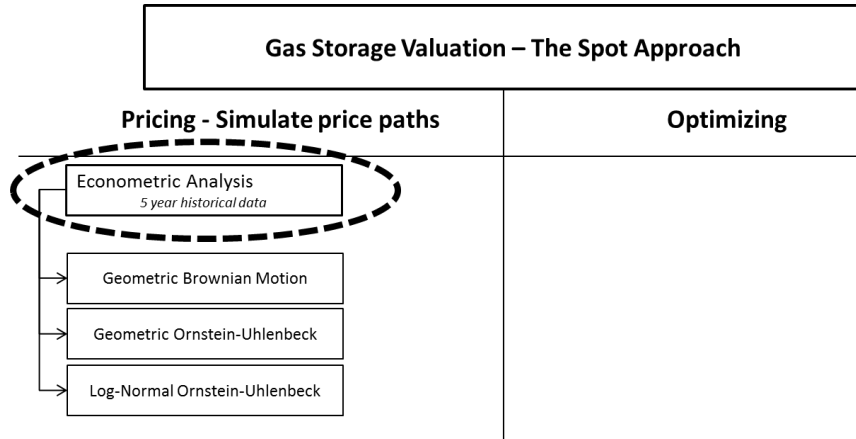 Gas Storage Valuation – The Spot Approach
Pricing - Simulate price paths
Optimizing
Econometric Analysis
5 year historical data
Geometric Brownian Motion
Geometric Ornstein-Uhlenbeck
Log-Normal Ornstein-Uhlenbeck